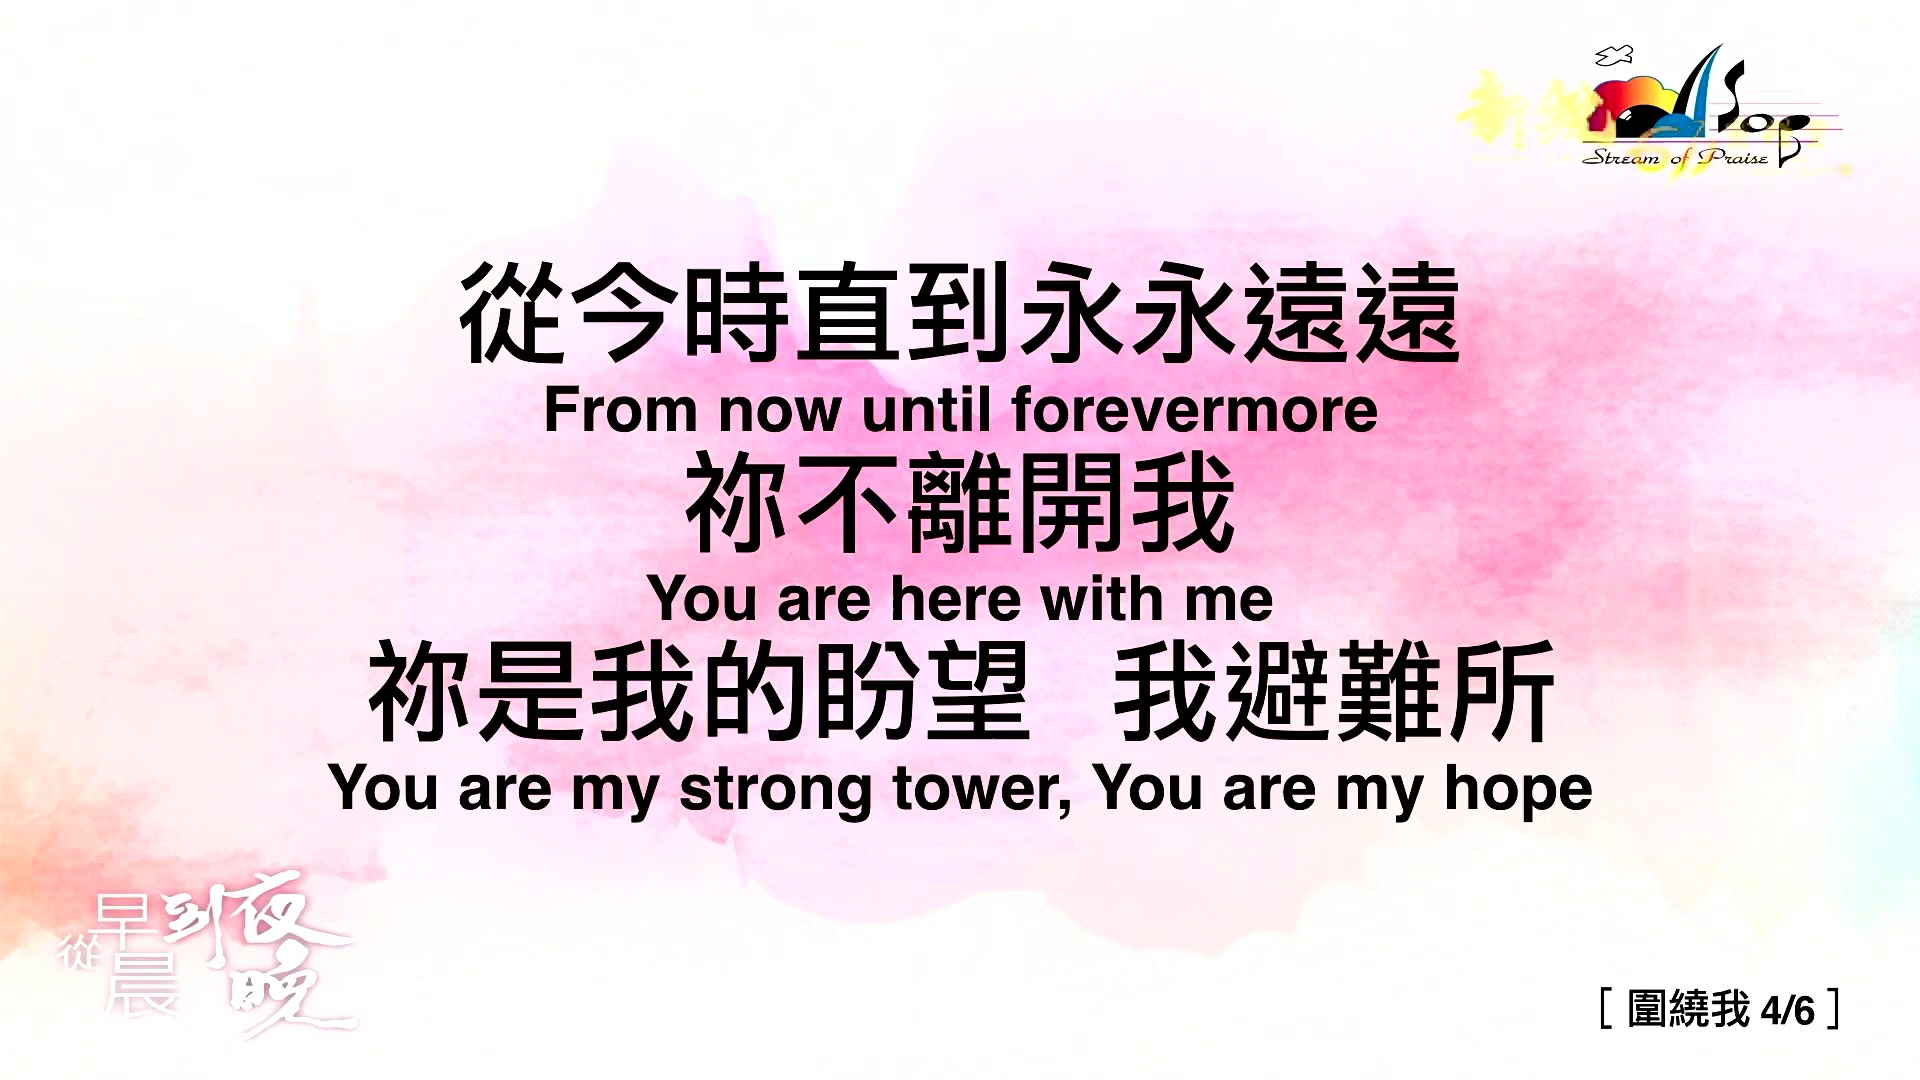 Sop
Stream of Praise
從今時直到永永遠遠
From now until forevermore
祢不離開我
You are here with me
祢是我的盼望 我避難所
You are my strong tower, You are my hope
從早晨到夜晚
[ 圍繞我 4/6 ]